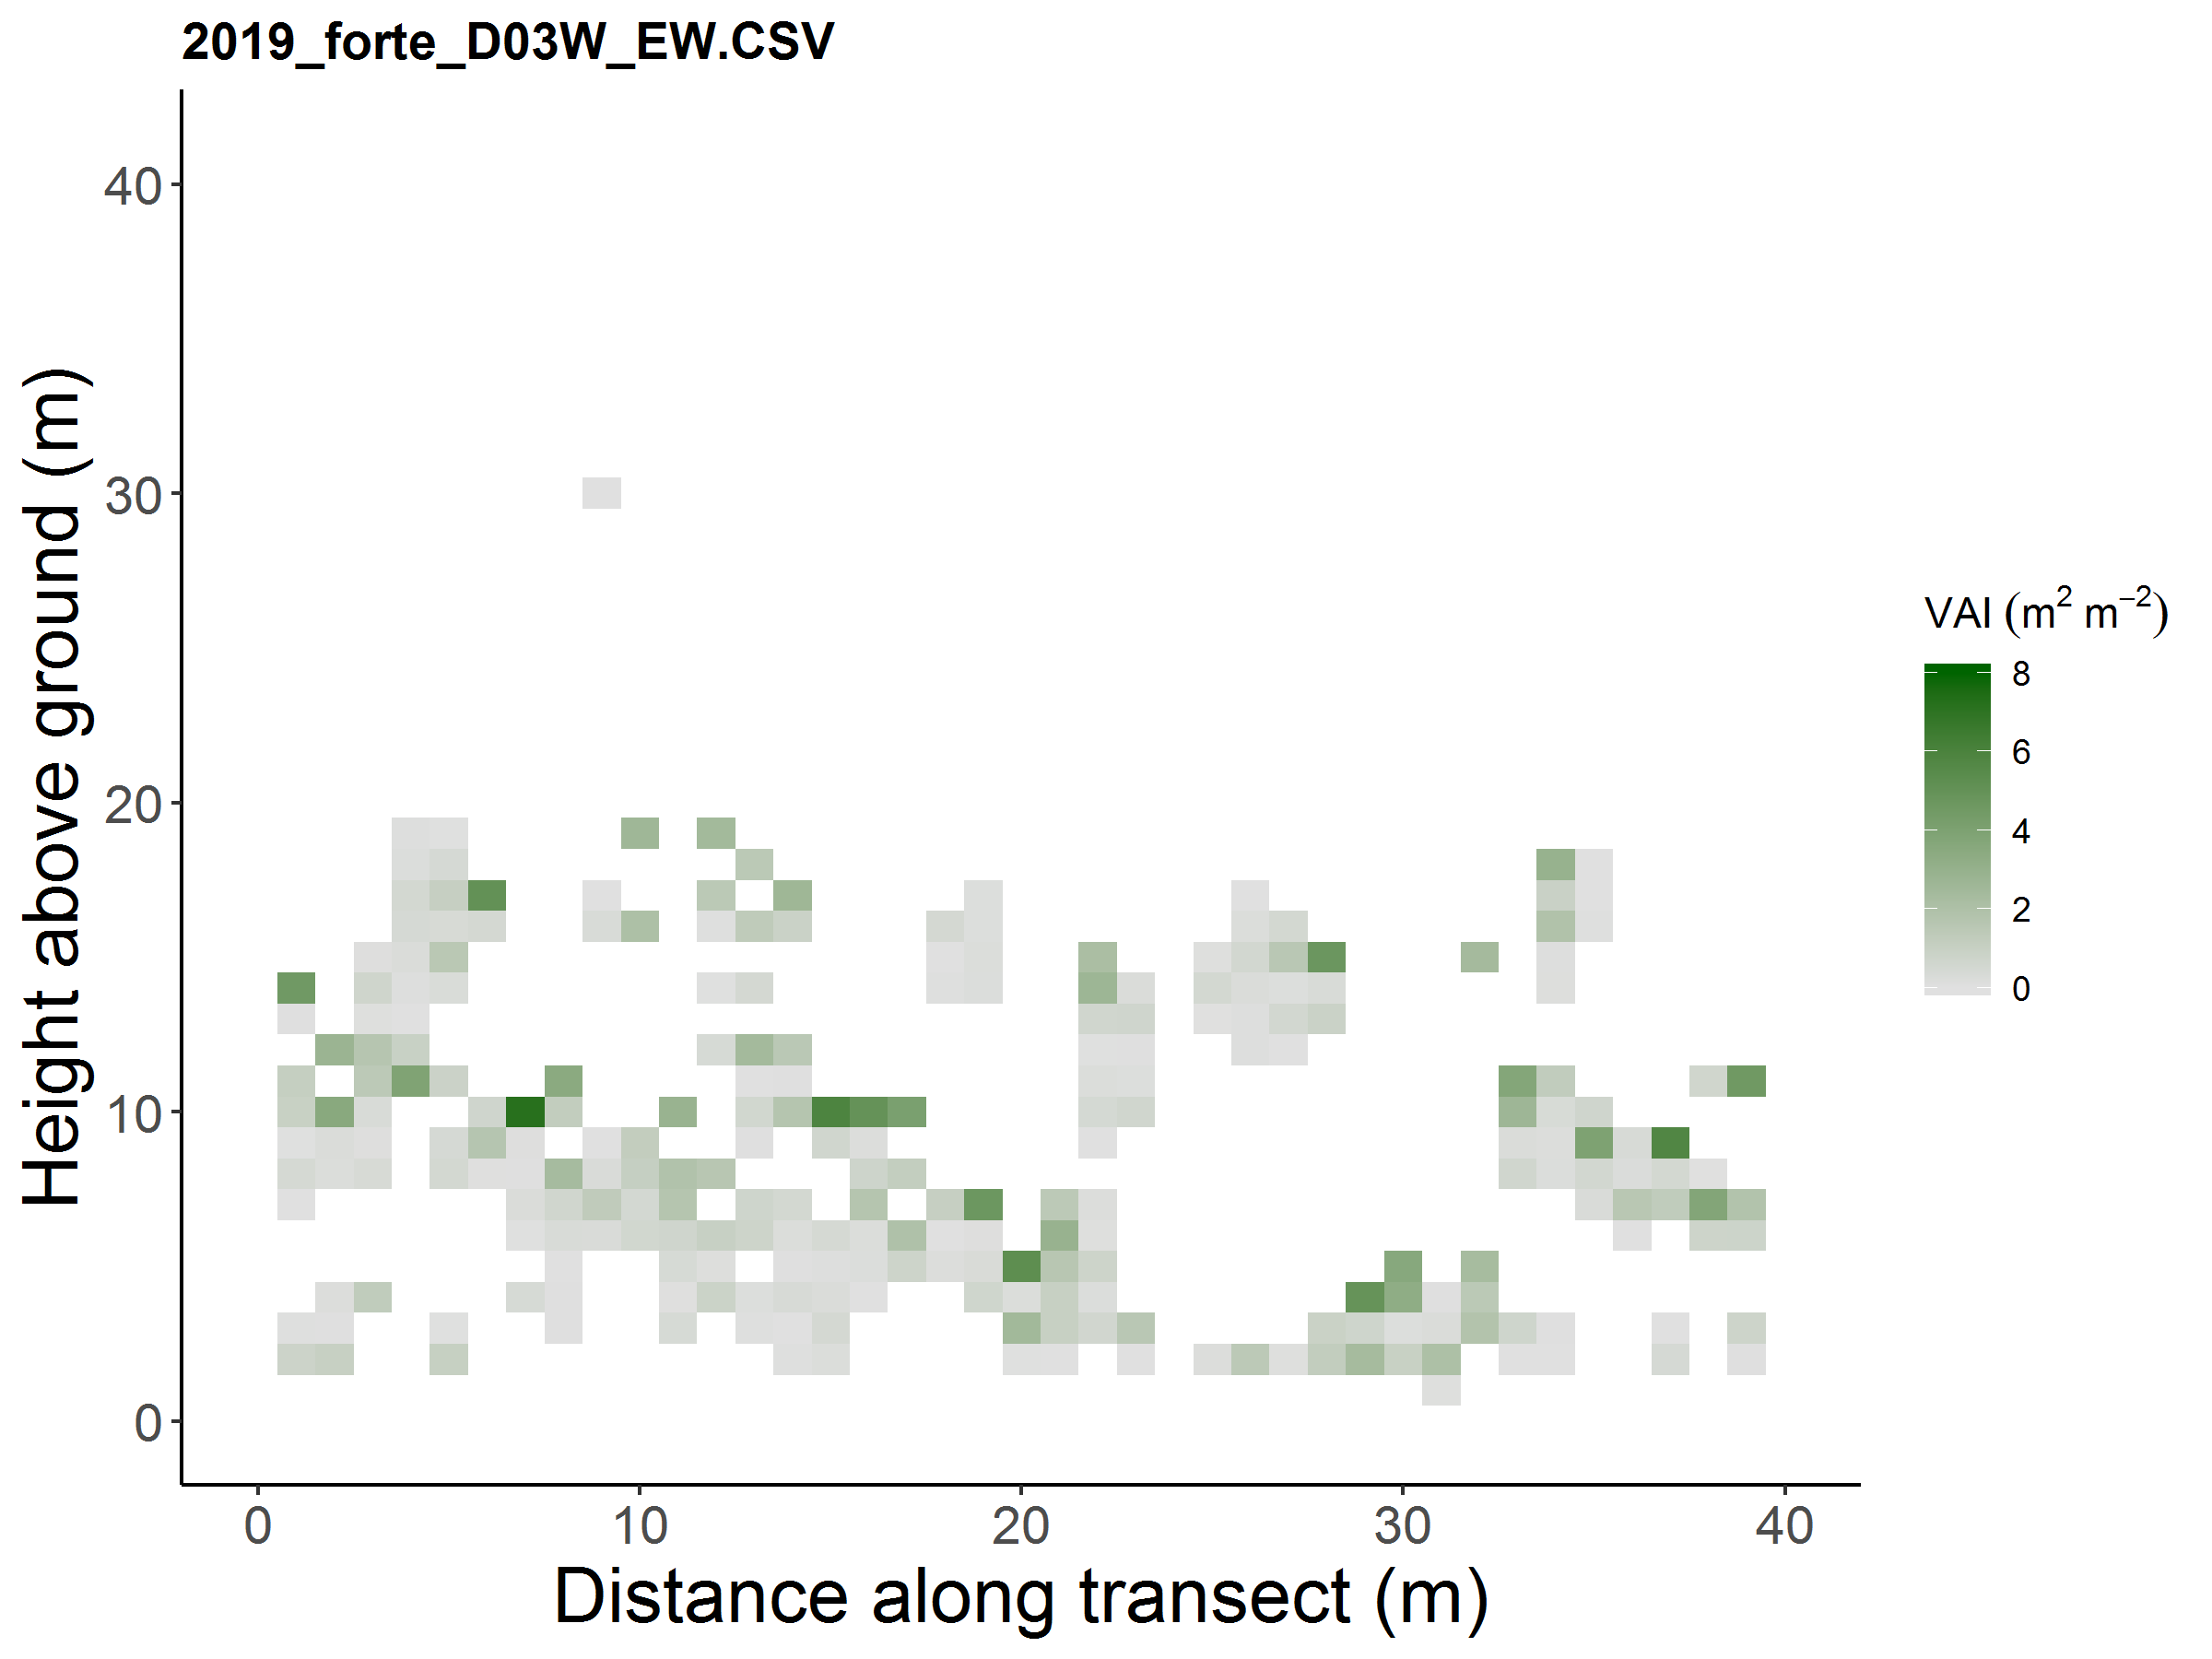 2019_forte_D03W_EW.CSV
Height above ground (m)
40
30
20
10
0
0 10 20 30 40
Distance along transect (m)
VAI (m² m⁻²)
8
6
4
2
0